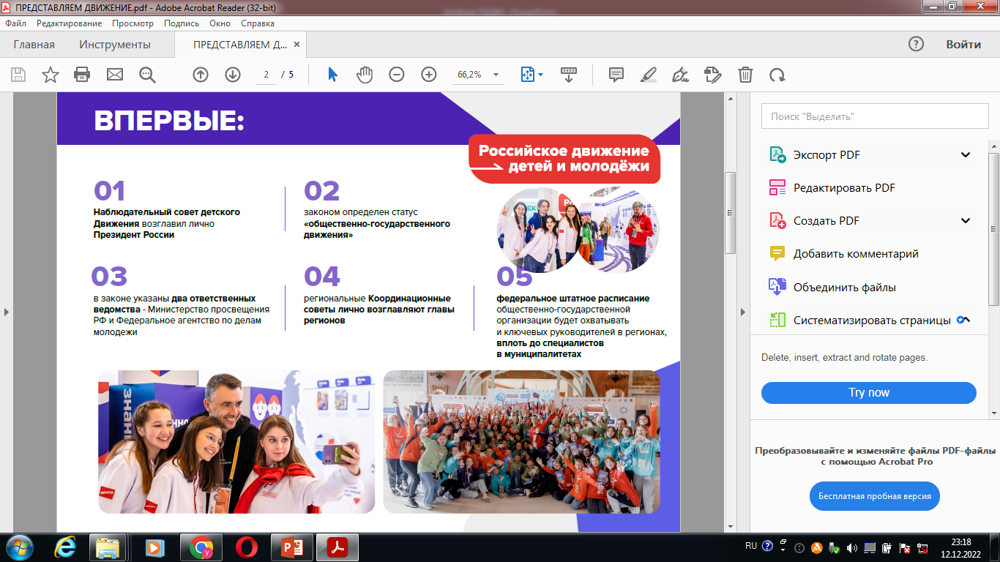 ПРЕДСТАВЛЯЕМ ДВИЖЕНИЕ.pdf - Adobe Acrobat Reader (32-bit)
Файл Редактирование Просмотр Подпись Окно Справка
Главная Инструменты ПРЕДСТАВЛЯЕМ Д... × Войти
2 / 5 66,2%
ВПЕРВЫЕ:
Российское движение
детей и молодёжи
01
Наблюдательный совет детского
Движения возглавил лично
Президент России
02
законом определен статус
«общественно-государственного
движения»
03
в законе указаны два ответственных
ведомства - Министерство просвещения
РФ и Федеральное агентство по делам
молодежи
04
региональные Координационные
советы лично возглавляют главы
регионов
05
федеральное штатное расписание
общественно-государственной
организации будет охватывать
и ключевых руководителей в регионах,
вплоть до специалистов
в муниципалитетах
ПОЧТА
Поиск "Выделить"
Экспорт PDF
Редактировать PDF
Создать PDF
Добавить комментарий
Объединить файлы
Систематизировать страницы
Delete, insert, extract and rotate pages.
Try now
Преобразовывайте и изменяйте файлы PDF-файлы
с помощью Acrobat Pro
Бесплатная пробная версия
RU
23:18
12.12.2022